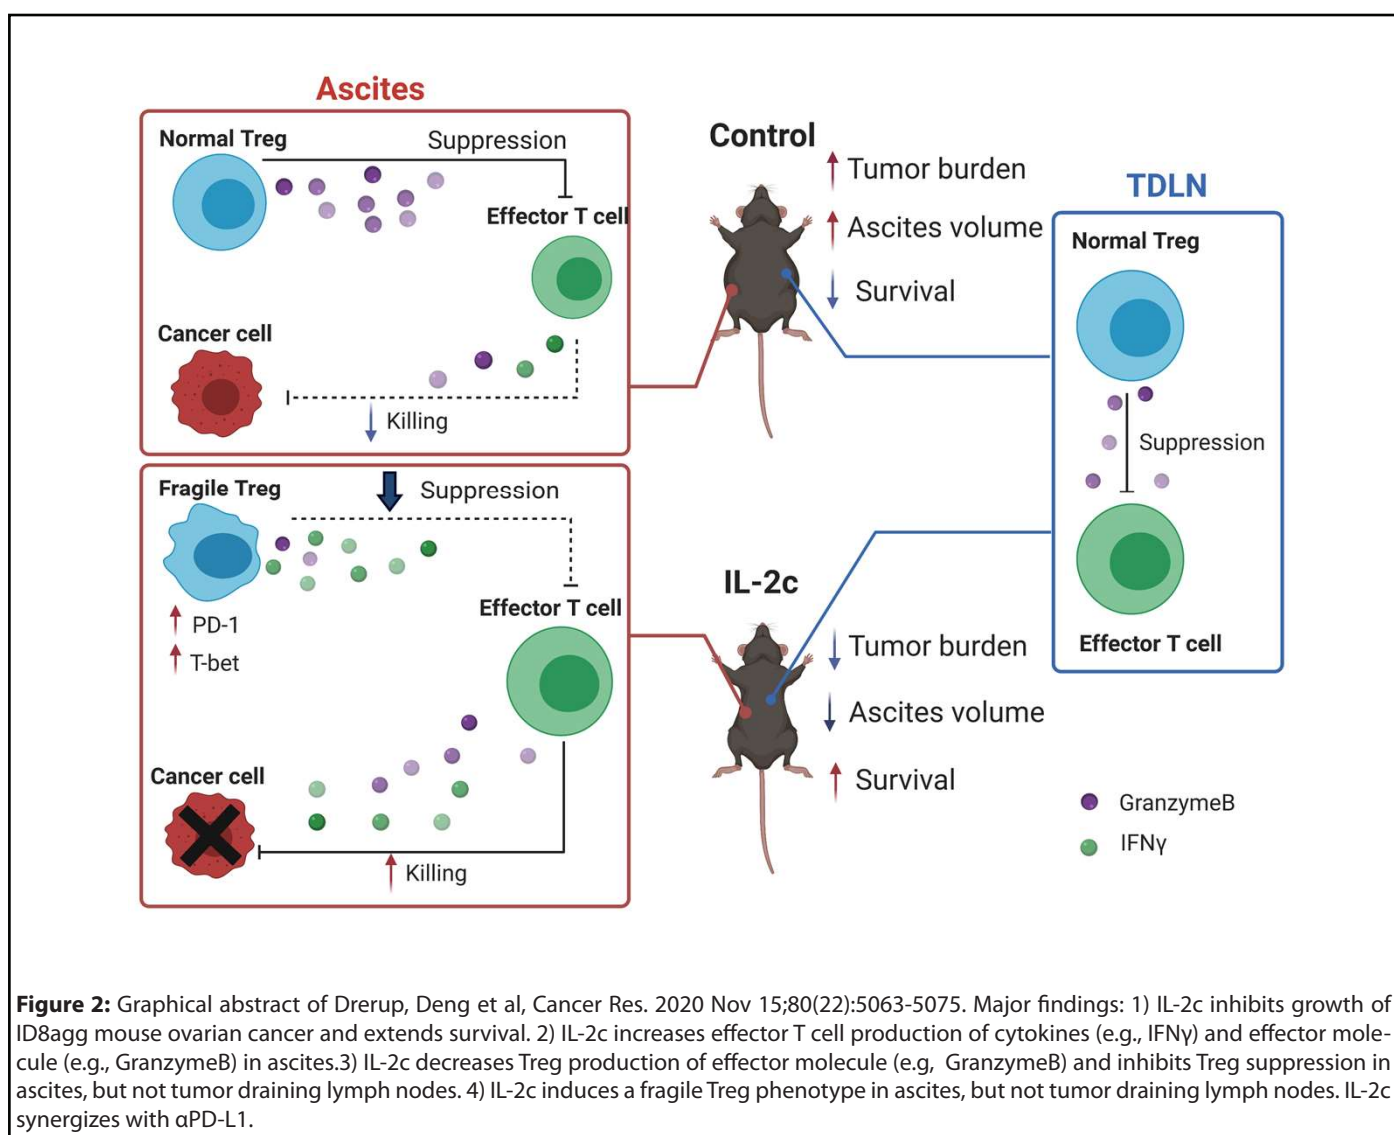 Ascites
Normal Treg
Suppression
Effector T cell
Cancer cell
Killing
Fragile Treg
Suppression
PD-1
T-bet
Effector T cell
Cancer cell
Killing
Control
Tumor burden
Ascites volume
Survival
IL-2c
Tumor burden
Ascites volume
Survival
TDLN
Normal Treg
Suppression
Effector T cell
GranzymeB
IFNγ
Figure 2: Graphical abstract of Drerup, Deng et al, Cancer Res. 2020 Nov 15;80(22):5063-5075. Major findings: 1) IL-2c inhibits growth of
ID8agg mouse ovarian cancer and extends survival. 2) IL-2c increases effector T cell production of cytokines (e.g., IFNγ) and effector mole-
cule (e.g., GranzymeB) in ascites.3) IL-2c decreases Treg production of effector molecule (e.g, GranzymeB) and inhibits Treg suppression in
ascites, but not tumor draining lymph nodes. 4) IL-2c induces a fragile Treg phenotype in ascites, but not tumor draining lymph nodes. IL-2c
synergizes with αPD-L1.